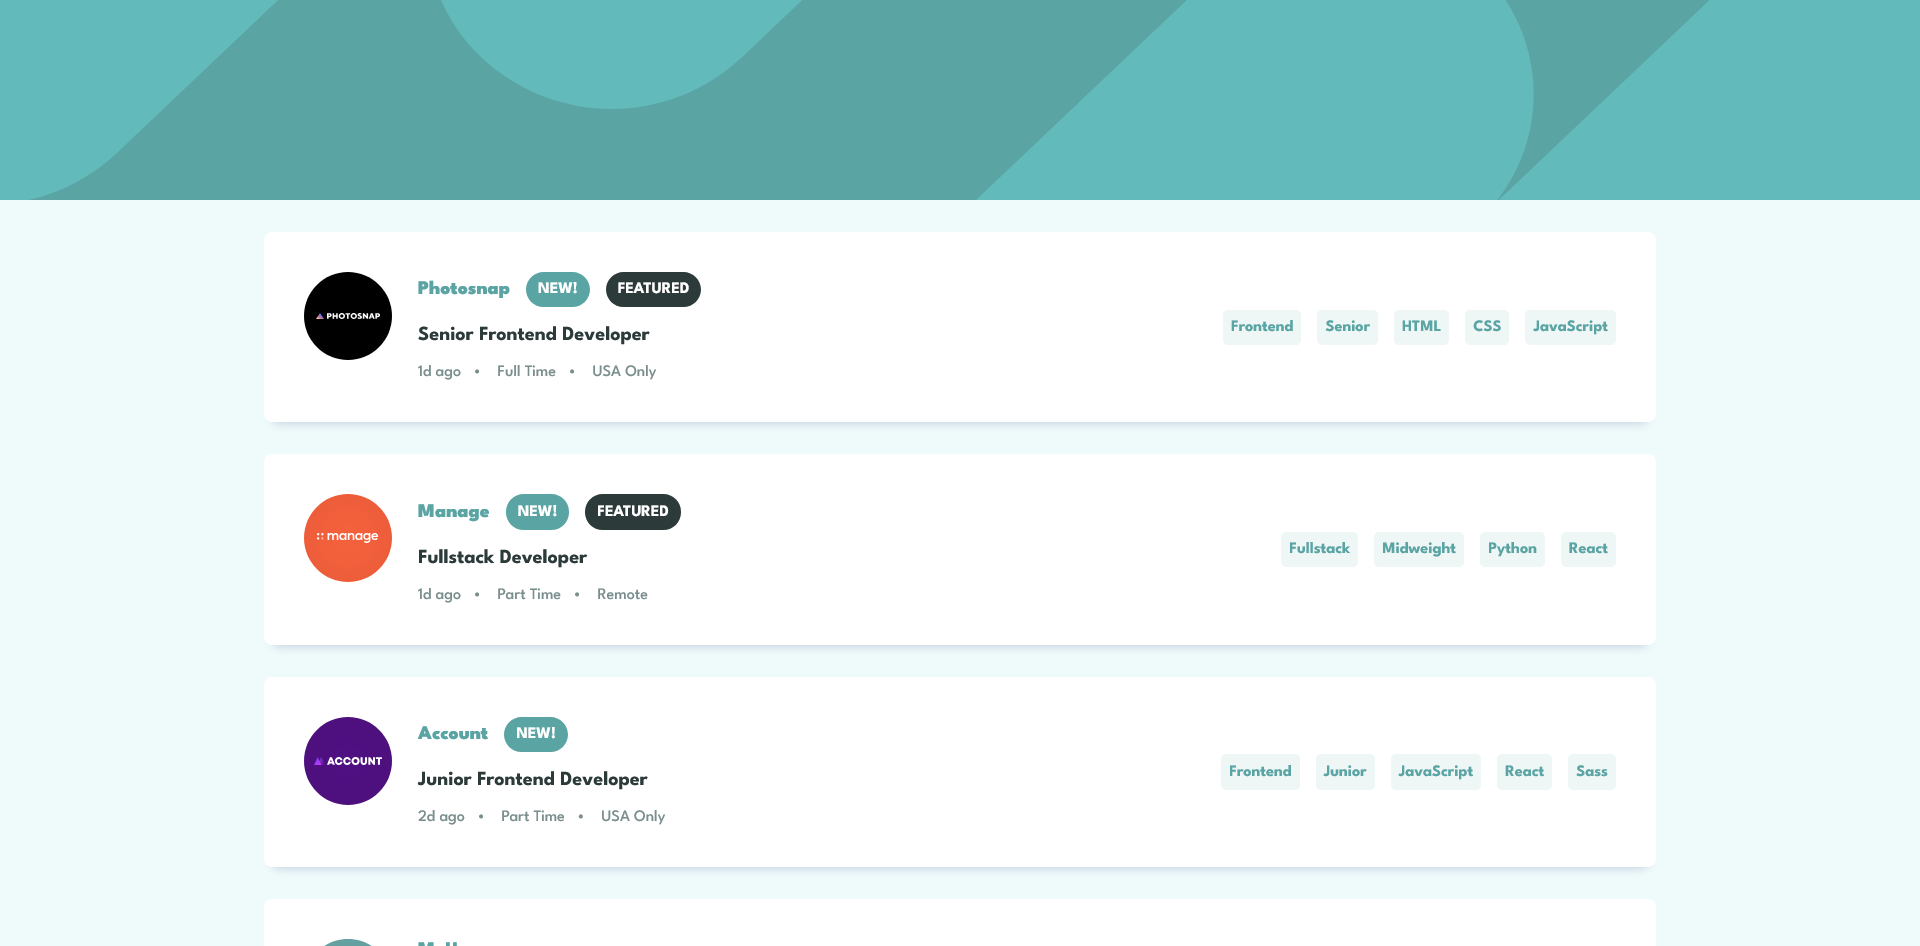 Photosnap NEW! FEATURED
PHOTOSNAP
Senior Frontend Developer
1d ago • Full Time • USA Only
Frontend Senior HTML CSS JavaScript
Manage NEW! FEATURED
:: manage
Fullstack Developer
1d ago • Part Time • Remote
Fullstack Midweight Python React
Account NEW!
ACCOUNT
Junior Frontend Developer
2d ago • Part Time • USA Only
Frontend Junior JavaScript React Sass